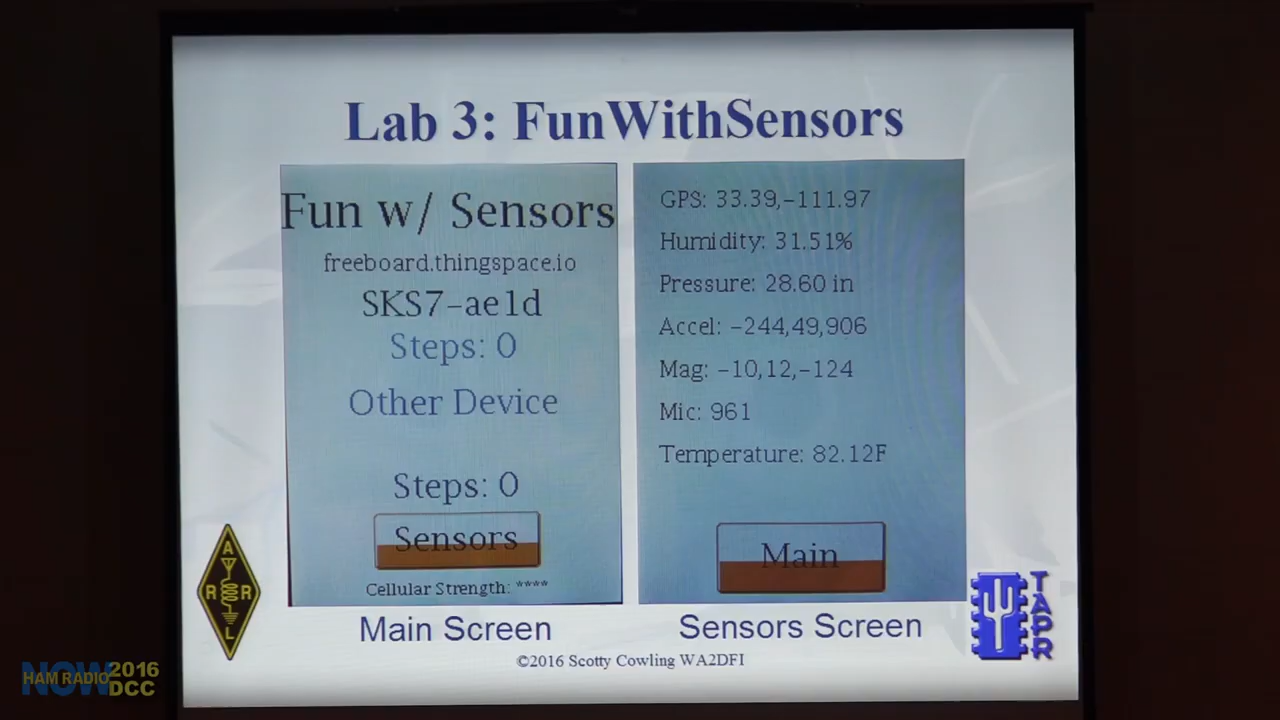 Lab 3: FunWithSensors
Fun w/ Sensors
freeboard.thingspace.io
SKS7-ae1d
Steps: 0
Other Device
Steps: 0
Sensors
Cellular Strength: ****
Main Screen
GPS: 33.39,-111.97
Humidity: 31.51%
Pressure: 28.60 in
Accel: -244,49,906
Mag: -10,12,-124
Mic: 961
Temperature: 82.12F
Main
Sensors Screen
©2016 Scotty Cowling WA2DFI
A
R R
L
TAPR
HAM RADIO
NOW
2016
DCC